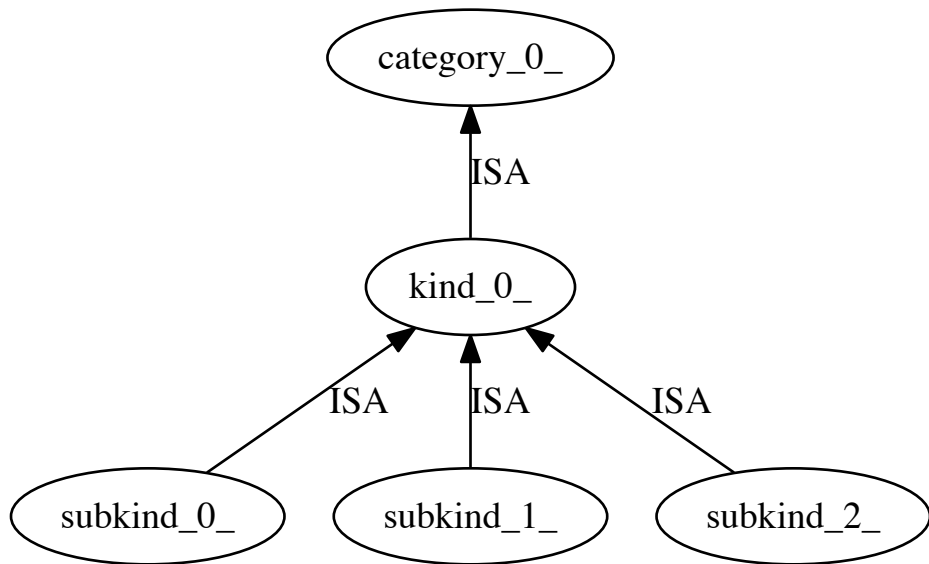 category_0_
ISA
kind_0_
ISA ISA ISA
subkind_0_ subkind_1_ subkind_2_